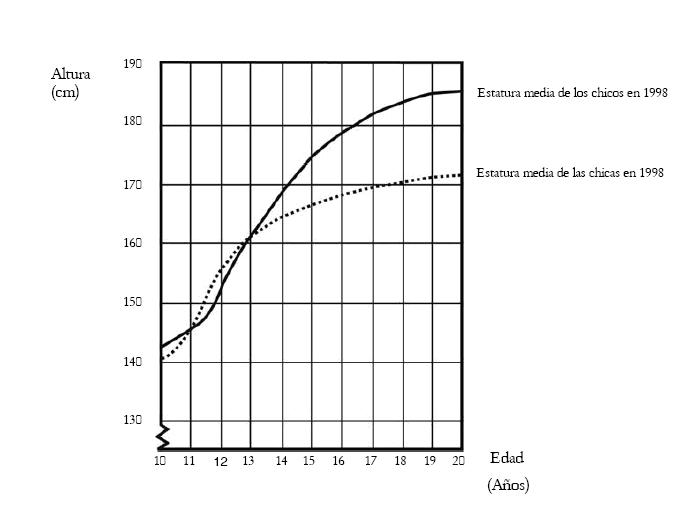 Altura
(cm)
190
180
170
160
150
140
130
Estatura media de los chicos en 1998
Estatura media de las chicas en 1998
10 11 12 13 14 15 16 17 18 19 20
Edad
(Años)